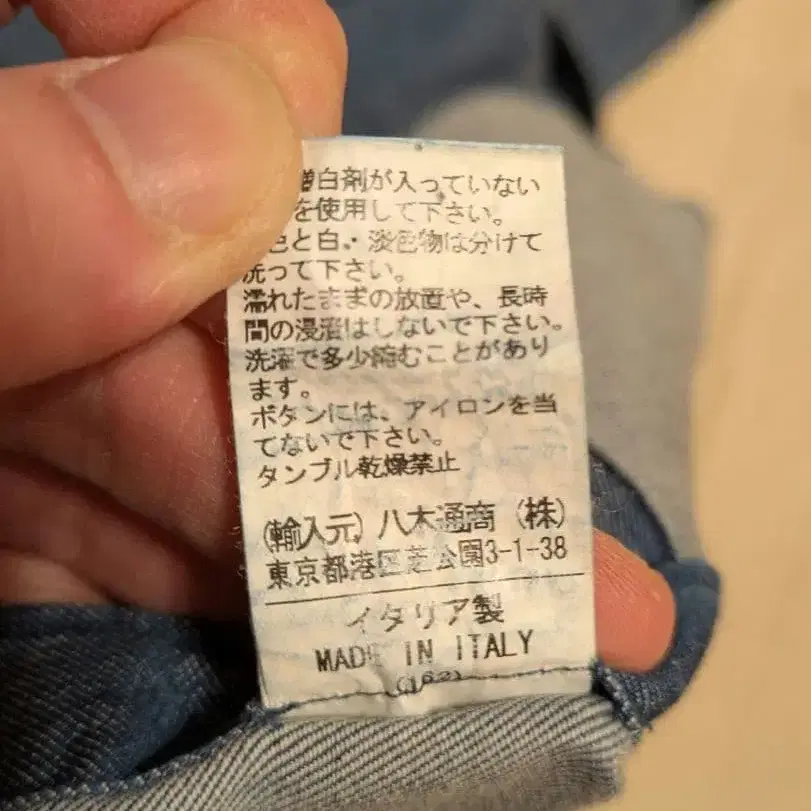 増白剤が入っていない
を使用して下さい。
色と白、淡色物は分けて
洗って下さい。
濡れたままの放置や、長時
間の浸漬はしないで下さい。
洗濯で多少縮むことがあり
ます。
ボタンには、アイロンを当
てないで下さい。
タンブル乾燥禁止
(輸入元) 八木通商 (株)
東京都港区芝公園3-1-38
イタリア製
MADE IN ITALY
(162)